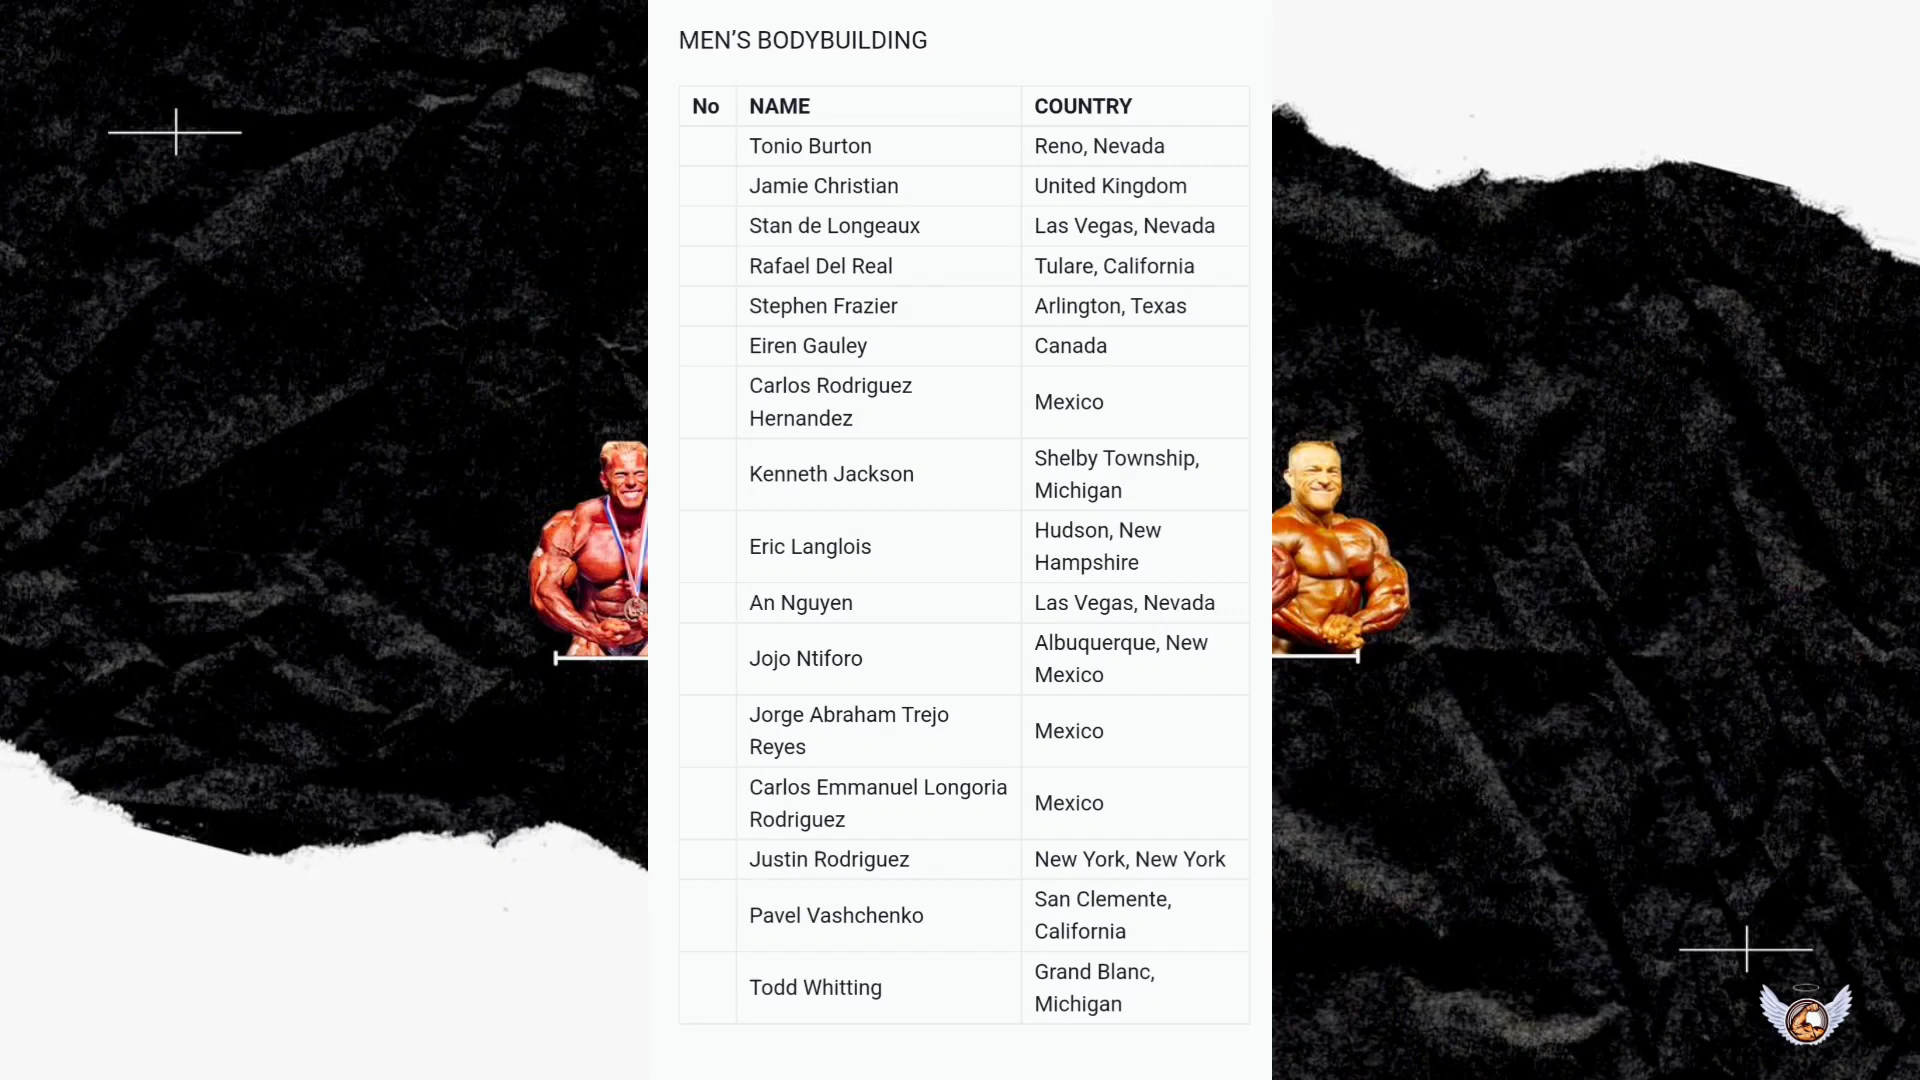 MEN’S BODYBUILDING
No NAME COUNTRY
Tonio Burton Reno, Nevada
Jamie Christian United Kingdom
Stan de Longeaux Las Vegas, Nevada
Rafael Del Real Tulare, California
Stephen Frazier Arlington, Texas
Eiren Gauley Canada
Carlos Rodriguez
Hernandez
Mexico
Kenneth Jackson
Shelby Township,
Michigan
Eric Langlois
Hudson, New
Hampshire
An Nguyen Las Vegas, Nevada
Jojo Ntiforo
Albuquerque, New
Mexico
Jorge Abraham Trejo
Reyes
Mexico
Carlos Emmanuel Longoria
Rodriguez
Mexico
Justin Rodriguez New York, New York
Pavel Vashchenko
San Clemente,
California
Todd Whitting
Grand Blanc,
Michigan